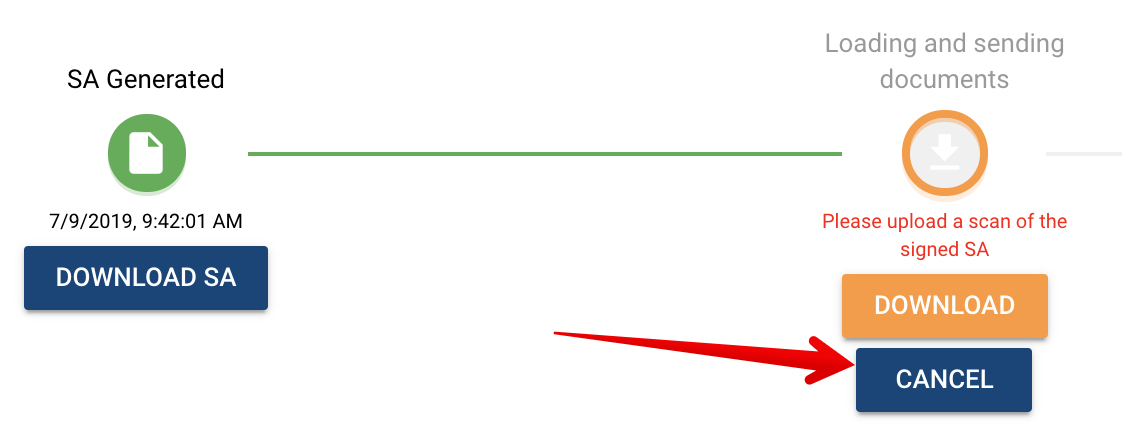 SA Generated
7/9/2019, 9:42:01 AM
DOWNLOAD SA
Loading and sending
documents
Please upload a scan of the
signed SA
DOWNLOAD
CANCEL